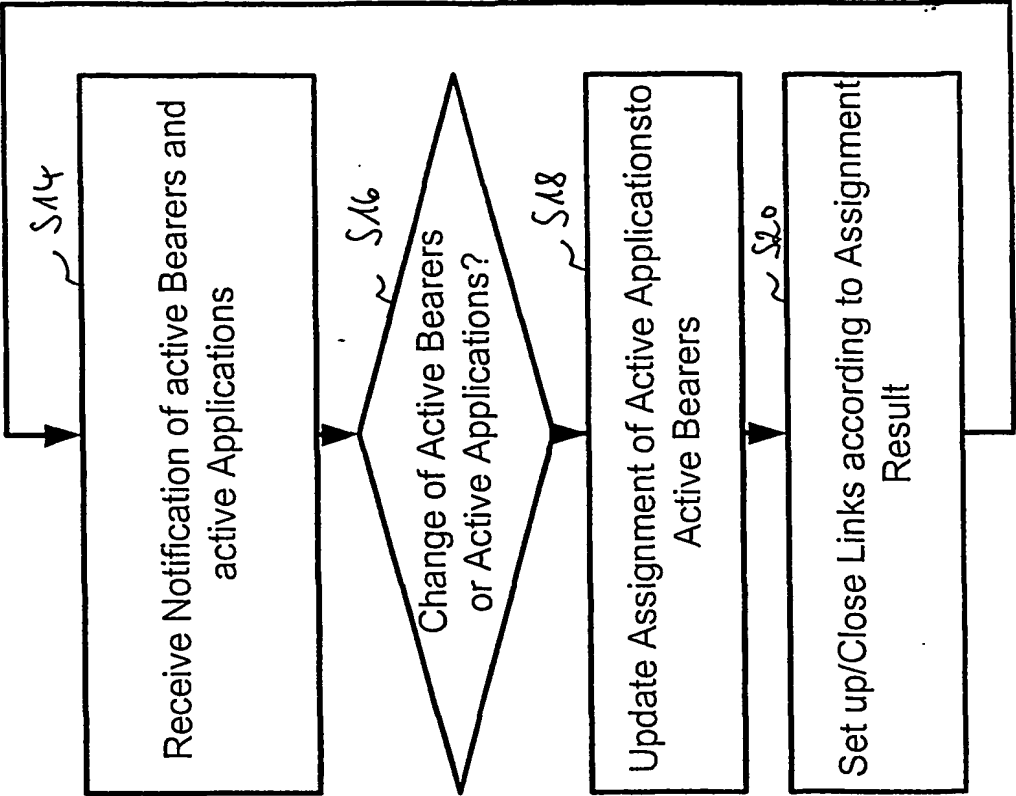 S14
Receive Notification of active Bearers and
active Applications
S16
Change of Active Bearers
or Active Applications?
S18
Update Assignment of Active Applicationsto
Active Bearers
S20
Set up/Close Links according to Assignment
Result